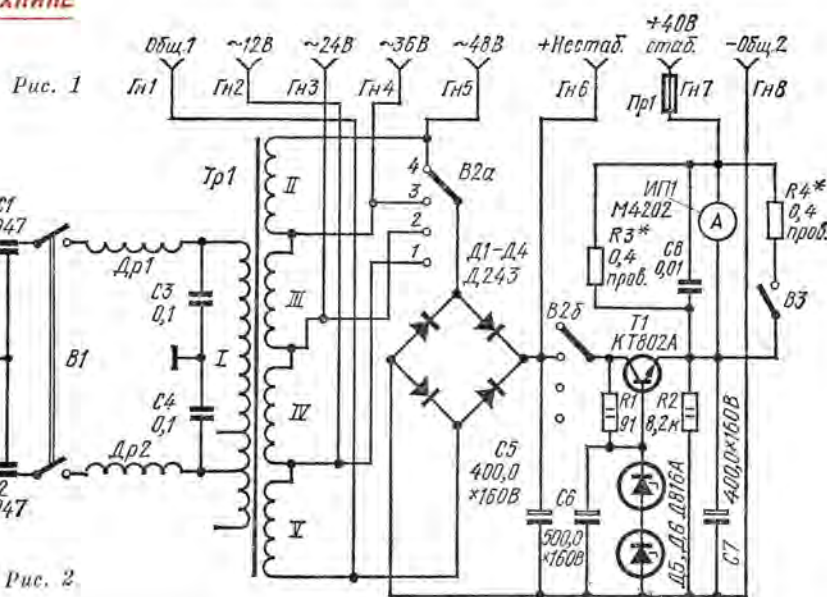 Рис. 1
Общ.1 ~12В ~24В ~36В ~48В +Нестаб. +40В стаб. -Общ.2
Гн1 Гн2 Гн3 Гн4 Гн5 Гн6 Пр1 Гн7 Гн8
Тр1
II
4
В2а
3
2
1
ИП1
М4202
А
R4*
0,4
пров.
R3*
0,4
пров.
С8
0,01
В3
С1
047
Др1
С3
0,1
В1
I
III
Д1-Д4
Д243
В2б
Т1
КТ802А
С4
0,1
IV
R1
91
R2
8,2к
Др2
С2
047
V
С5
400,0
×160В
С6
500,0
×160В
Д5, Д6 Д816А
С7
400,0×160В
Рис. 2